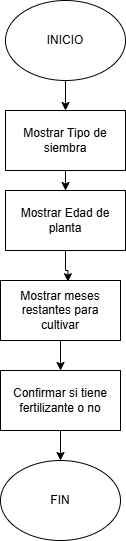 INICIO
Mostrar Tipo de
siembra
Mostrar Edad de
planta
Mostrar meses
restantes para
cultivar
Confirmar si tiene
fertilizante o no
FIN